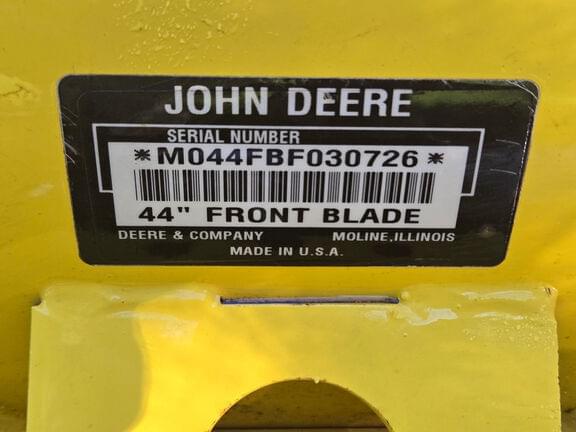 JOHN DEERE
SERIAL NUMBER
*M044FBF030726*
44" FRONT BLADE
DEERE & COMPANY MOLINE, ILLINOIS
MADE IN U.S.A.